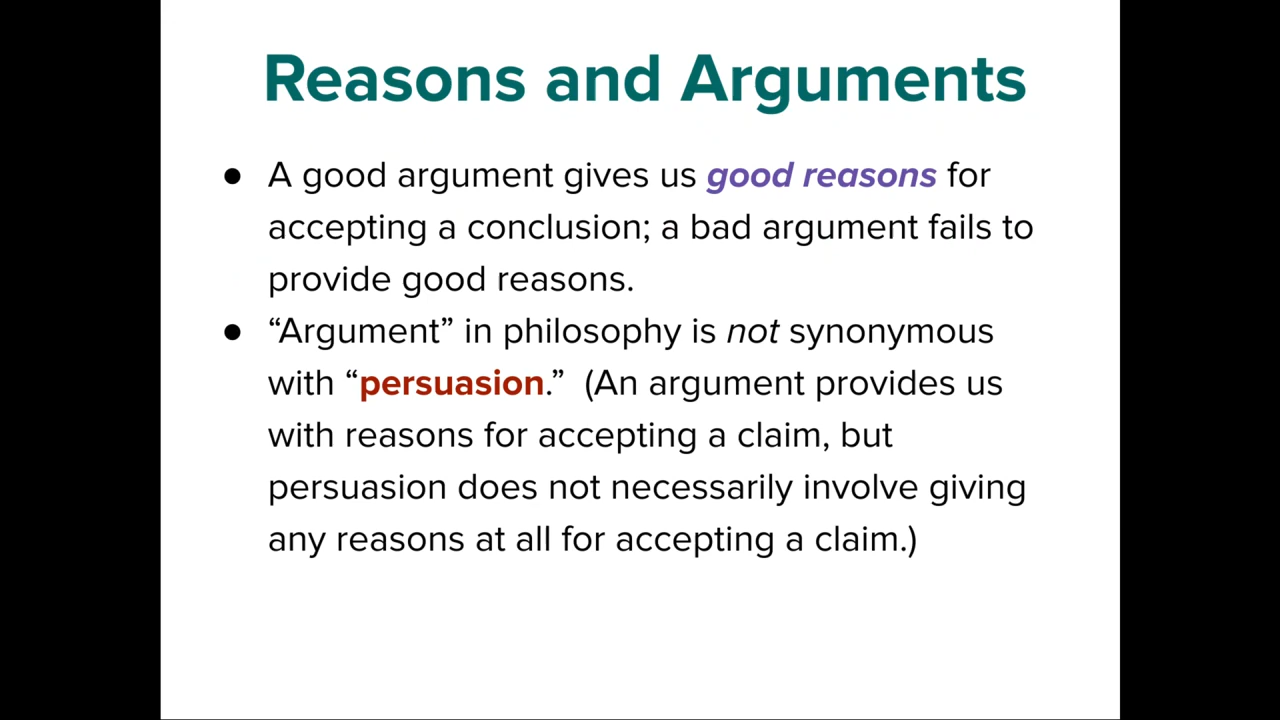 Reasons and Arguments
● A good argument gives us good reasons for
accepting a conclusion; a bad argument fails to
provide good reasons.
● “Argument” in philosophy is not synonymous
with “persuasion.”  (An argument provides us
with reasons for accepting a claim, but
persuasion does not necessarily involve giving
any reasons at all for accepting a claim.)